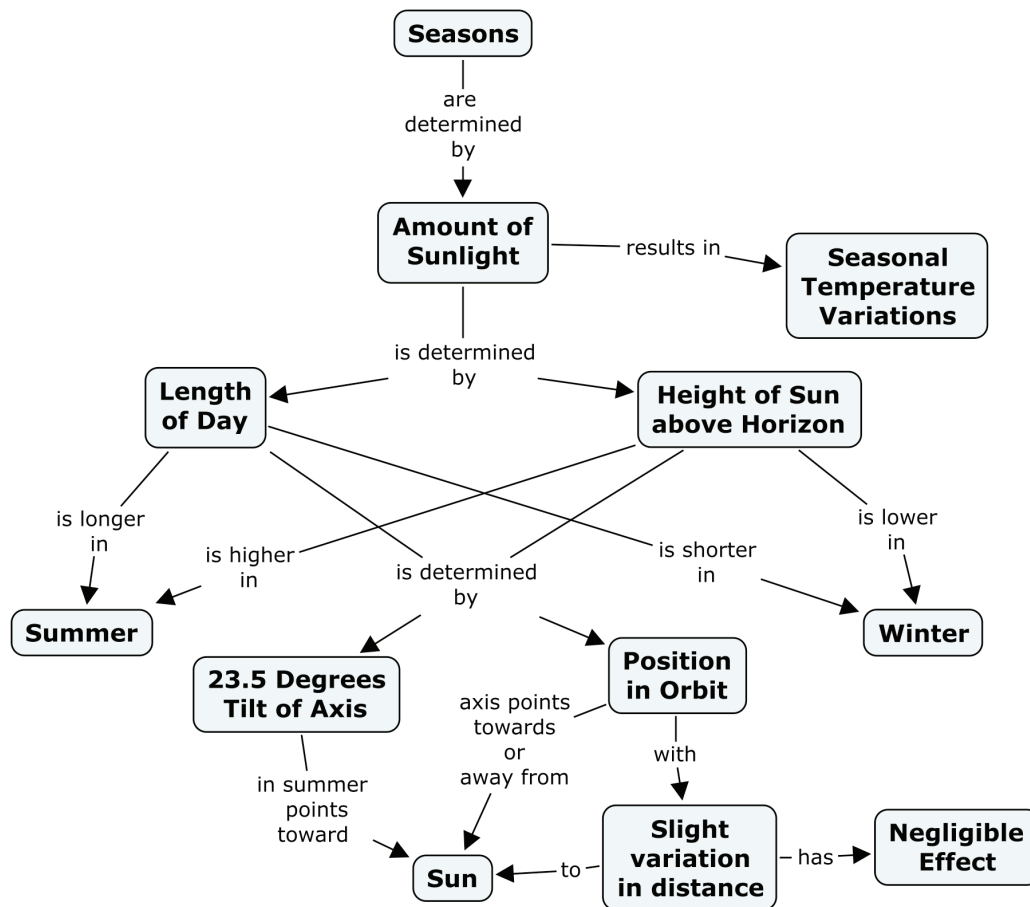 Seasons
are
determined
by
Amount of
Sunlight
results in
Seasonal
Temperature
Variations
is determined
by
Length
of Day
Height of Sun
above Horizon
is longer
in
is higher
in
is determined
by
is shorter
in
is lower
in
Summer
Winter
23.5 Degrees
Tilt of Axis
Position
in Orbit
axis points
towards
or
away from
with
in summer
points
toward
Sun
to
Slight
variation
in distance
has
Negligible
Effect